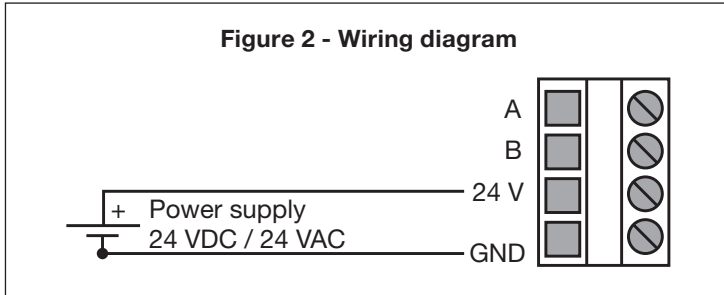 Figure 2 - Wiring diagram
A
B
24 V
+ Power supply
24 VDC / 24 VAC
GND